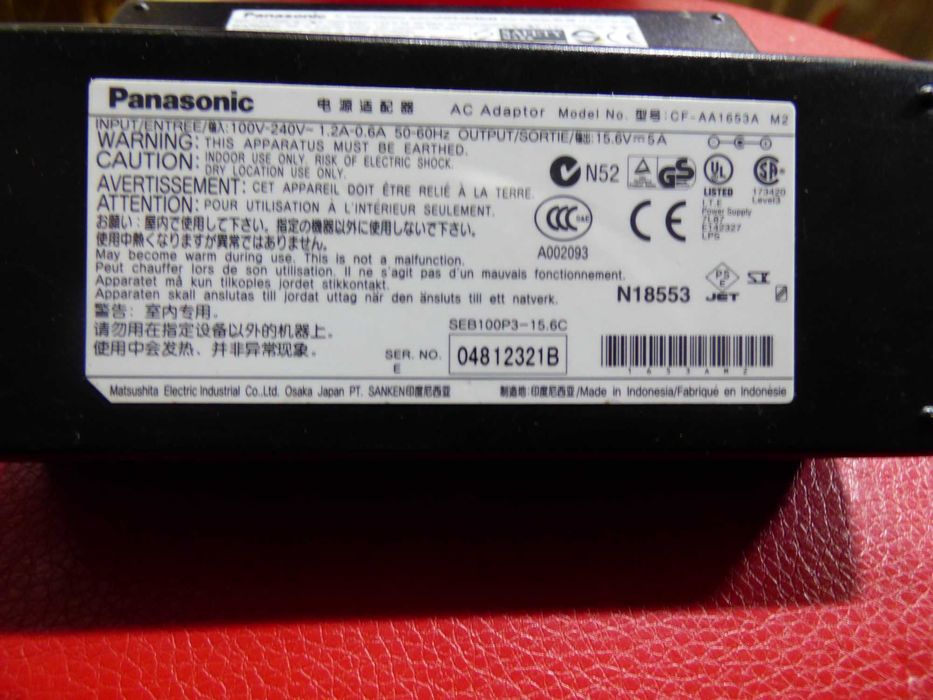 Panasonic
Panasonic 电源适配器 AC Adaptor Model No. 型号:CF-AA1653A M2
INPUT/ENTREE/输入:100V-240V~ 1.2A-0.6A 50-60Hz OUTPUT/SORTIE/输出:15.6V⎓5A
WARNING: THIS APPARATUS MUST BE EARTHED.
CAUTION: INDOOR USE ONLY. RISK OF ELECTRIC SHOCK.
DRY LOCATION USE ONLY.
AVERTISSEMENT: CET APPAREIL DOIT ÊTRE RELIÉ À LA TERRE.
ATTENTION: POUR UTILISATION À L'INTÉRIEUR SEULEMENT.
お願い: 屋内で使用して下さい。指定の機器以外に使用しないで下さい。
使用中熱くなりますが異常ではありません。
May become warm during use. This is not a malfunction.
Peut chauffer lors de son utilisation. Il ne s'agit pas d'un mauvais fonctionnement.
Apparatet må kun tilkoples jordet stikkontakt.
Apparaten skall anslutas till jordat uttag när den ansluts till ett natverk.
警告: 室内专用。
请勿用在指定设备以外的机器上。
使用中会发热、并非异常现象。
N52
GS
UL
LISTED
I.T.E
Power Supply
7L87
E142327
LPS
SP
173420
Level3
CCC
S&E
A002093
CE
PS
E
JET
N18553
SEB100P3-15.6C
SER. NO. 04812321B
E
1653AM2
Matsushita Electric Industrial Co.,Ltd. Osaka Japan PT. SANKEN印度尼西亚 制造地:印度尼西亚/Made in Indonesia/Fabriqué en Indonésie